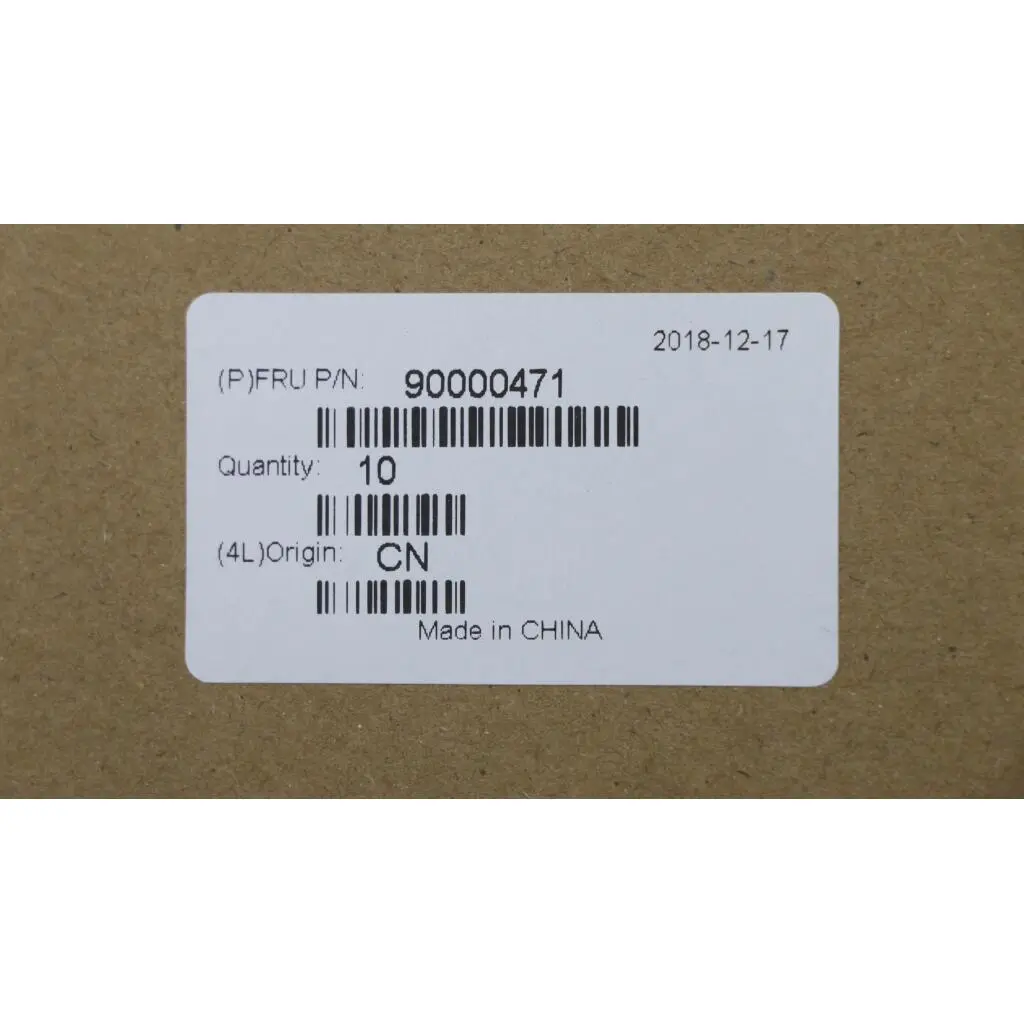 2018-12-17
(P)FRU P/N: 90000471
Quantity: 10
(4L)Origin: CN
Made in CHINA